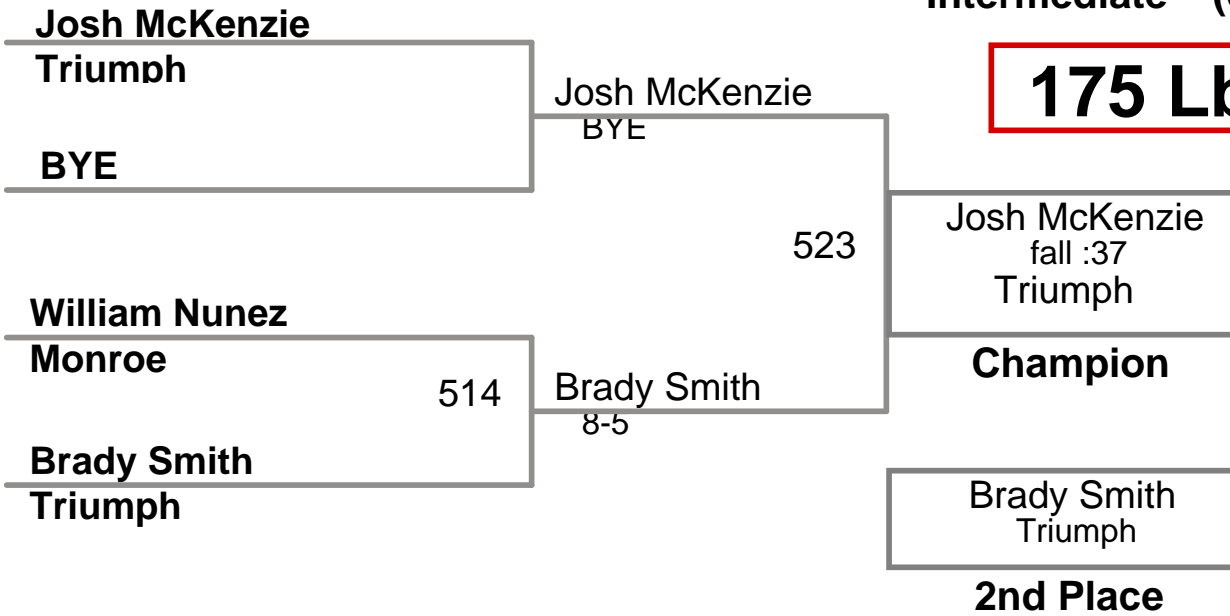 Intermediate
Josh McKenzie
Triumph
175
Josh McKenzie
BYE
BYE
Josh McKenzie
523
fall :37
Triumph
William Nunez
Monroe
Champion
514
Brady Smith
8-5
Brady Smith
Triumph
Brady Smith
Triumph
2nd Place